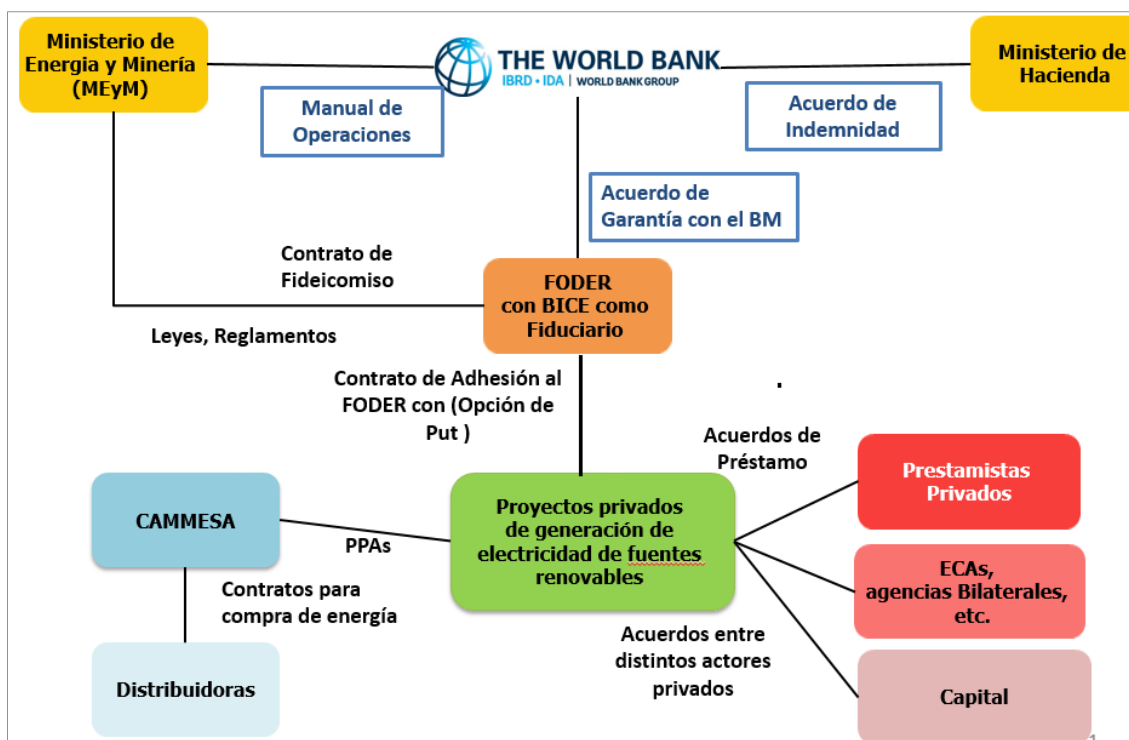 Ministerio de
Energia y Minería
(MEyM)
THE WORLD BANK
IBRD • IDA | WORLD BANK GROUP
Ministerio de
Hacienda
Manual de
Operaciones
Acuerdo de
Indemnidad
Acuerdo de
Garantía con el BM
Contrato de
Fideicomiso
FODER
con BICE como
Fiduciario
Leyes, Reglamentos
Contrato de Adhesión al
FODER con (Opción de
Put )
Acuerdos de
Préstamo
Prestamistas
Privados
CAMMESA
PPAs
Proyectos privados
de generación de
electricidad de fuentes
renovables
ECAs,
agencias Bilaterales,
etc.
Contratos para
compra de energía
Acuerdos entre
distintos actores
privados
Distribuidoras
Capital
1